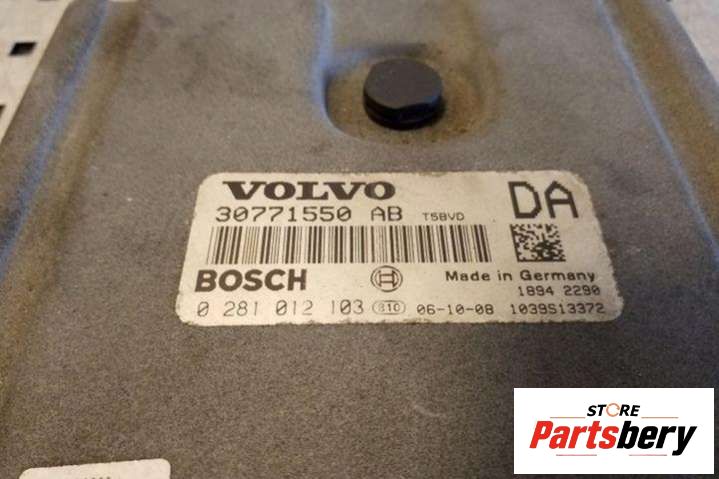 VOLVO
DA
30771550 AB T5BVD
BOSCH
Made in Germany
1894 2290
0 281 012 103 810 06-10-08 1039S13372
STORE
Partsbery